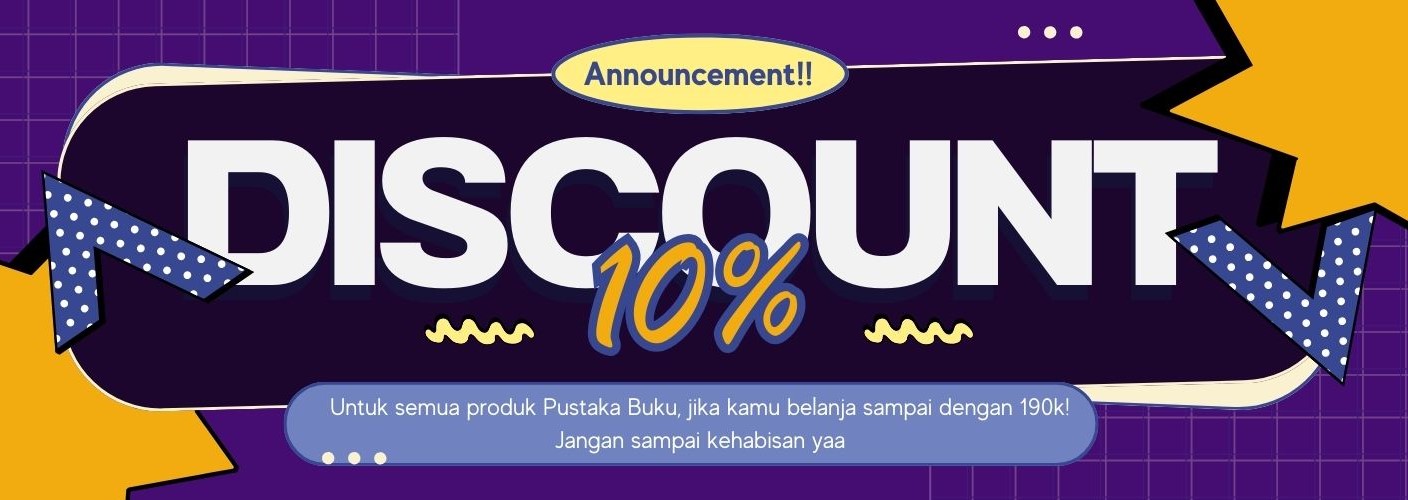 Announcement!!
DISCOUNT
10%
Untuk semua produk Pustaka Buku, jika kamu belanja sampai dengan 190k!
Jangan sampai kehabisan yaa